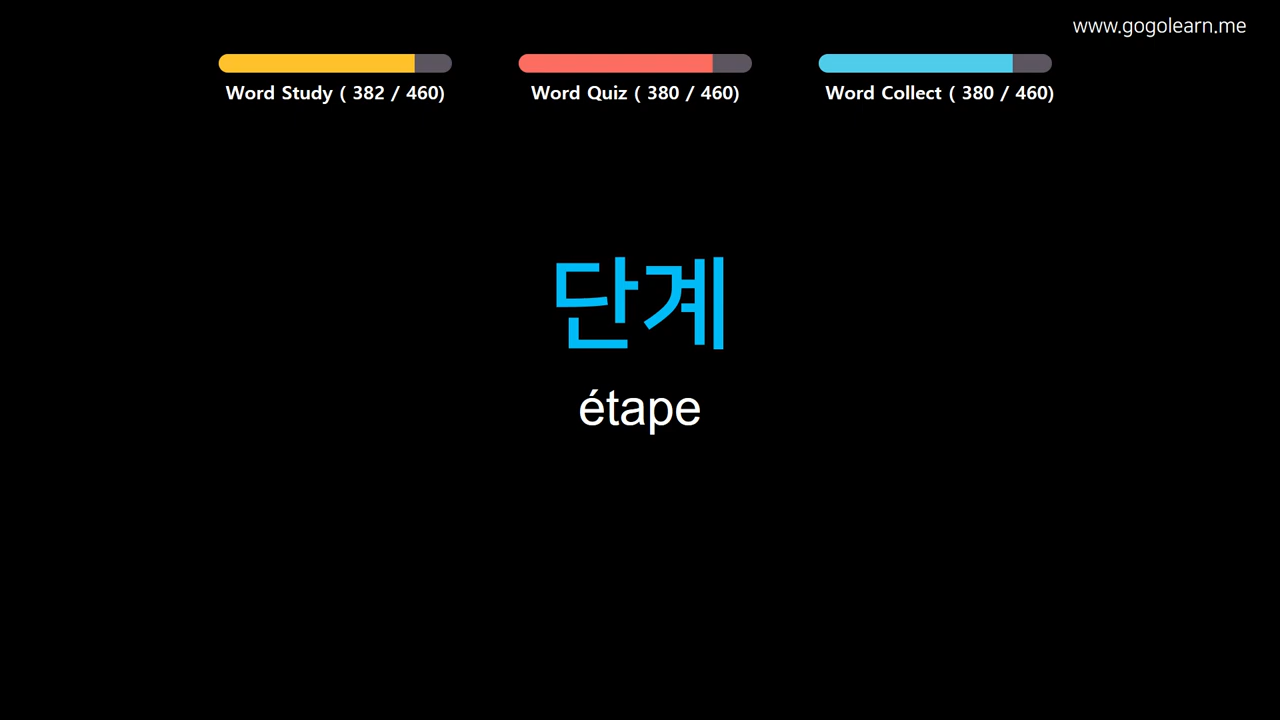 www.gogolearn.me
Word Study ( 382 / 460)
Word Quiz ( 380 / 460)
Word Collect ( 380 / 460)
단계
étape